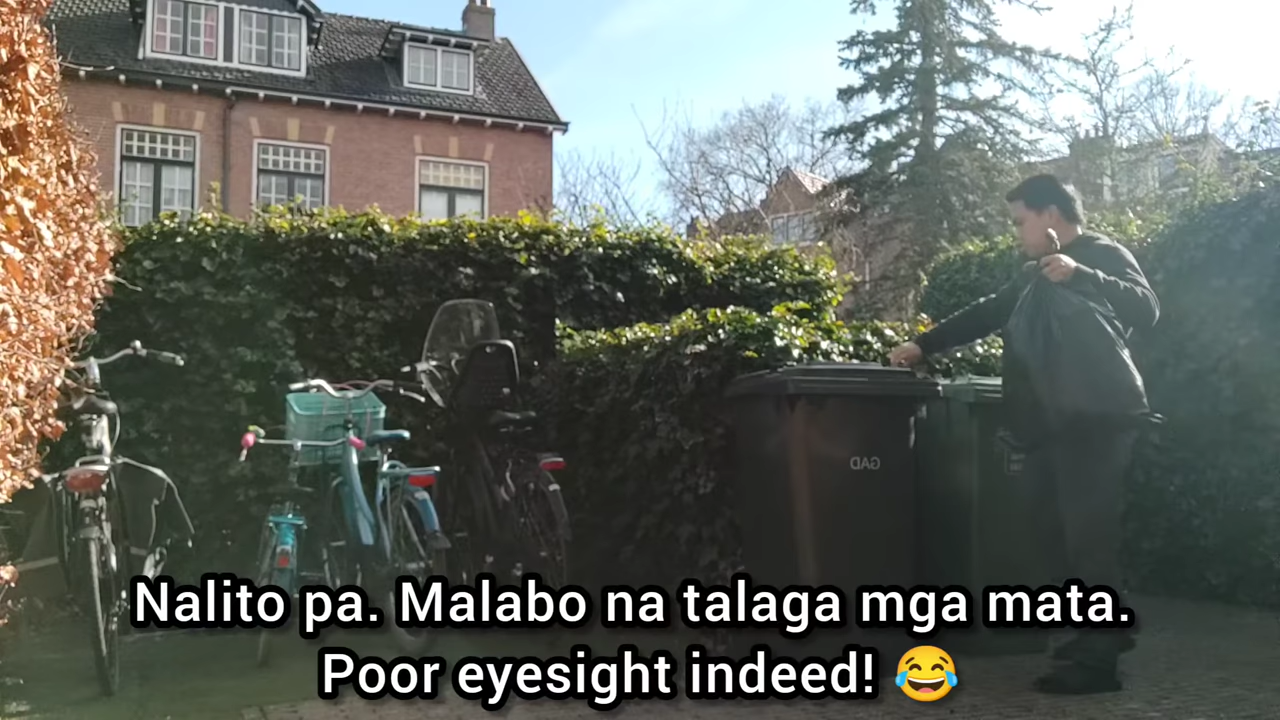 GAD
Nalito pa. Malabo na talaga mga mata.
Poor eyesight indeed! 😂